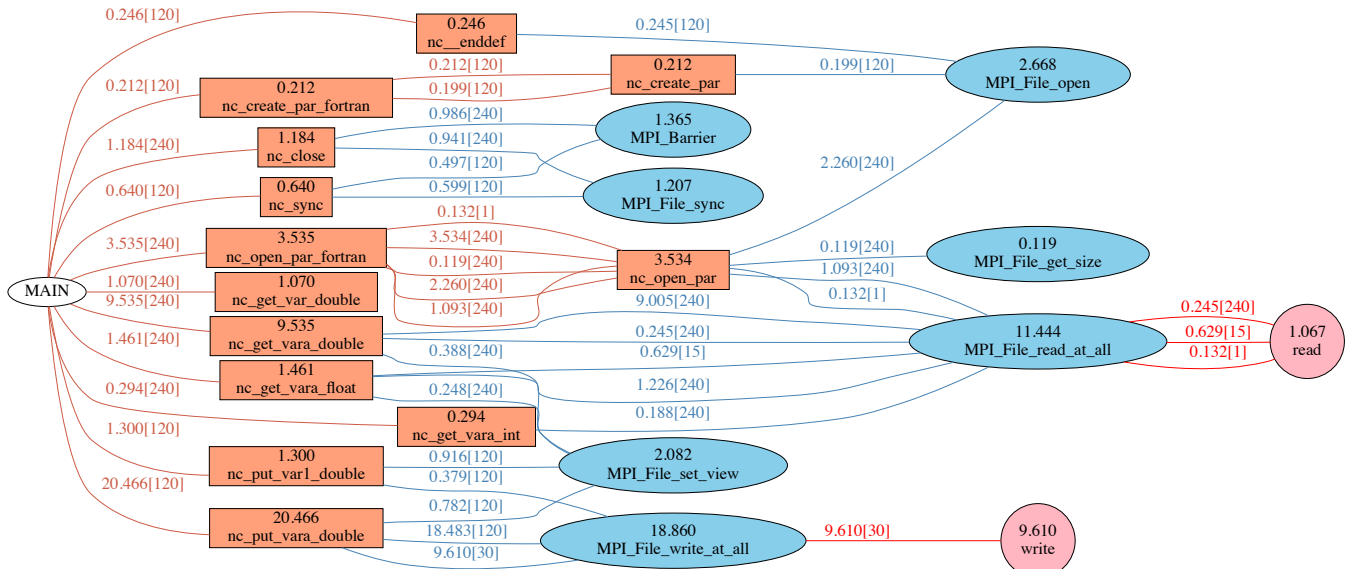 0.246[120]
0.246
nc__enddef
0.245[120]
0.212[120]
0.212
nc_create_par_fortran
0.212[120]
0.199[120]
0.212
nc_create_par
0.199[120]
2.668
MPI_File_open
1.184[240]
1.184
nc_close
0.986[240]
0.941[240]
1.365
MPI_Barrier
0.640[120]
0.640
nc_sync
0.497[120]
0.599[120]
1.207
MPI_File_sync
2.260[240]
3.535[240]
3.535
nc_open_par_fortran
0.132[1]
3.534[240]
0.119[240]
2.260[240]
1.093[240]
3.534
nc_open_par
0.119[240]
1.093[240]
0.132[1]
0.119
MPI_File_get_size
MAIN
1.070[240]
1.070
nc_get_var_double
9.535[240]
9.535
nc_get_vara_double
9.005[240]
0.245[240]
0.388[240]
0.629[15]
11.444
MPI_File_read_at_all
0.245[240]
0.629[15]
0.132[1]
1.067
read
1.461[240]
1.461
nc_get_vara_float
0.248[240]
1.226[240]
0.294[240]
0.294
nc_get_vara_int
0.188[240]
1.300[120]
1.300
nc_put_var1_double
0.916[120]
0.379[120]
2.082
MPI_File_set_view
20.466[120]
20.466
nc_put_vara_double
0.782[120]
18.483[120]
9.610[30]
18.860
MPI_File_write_at_all
9.610[30]
9.610
write